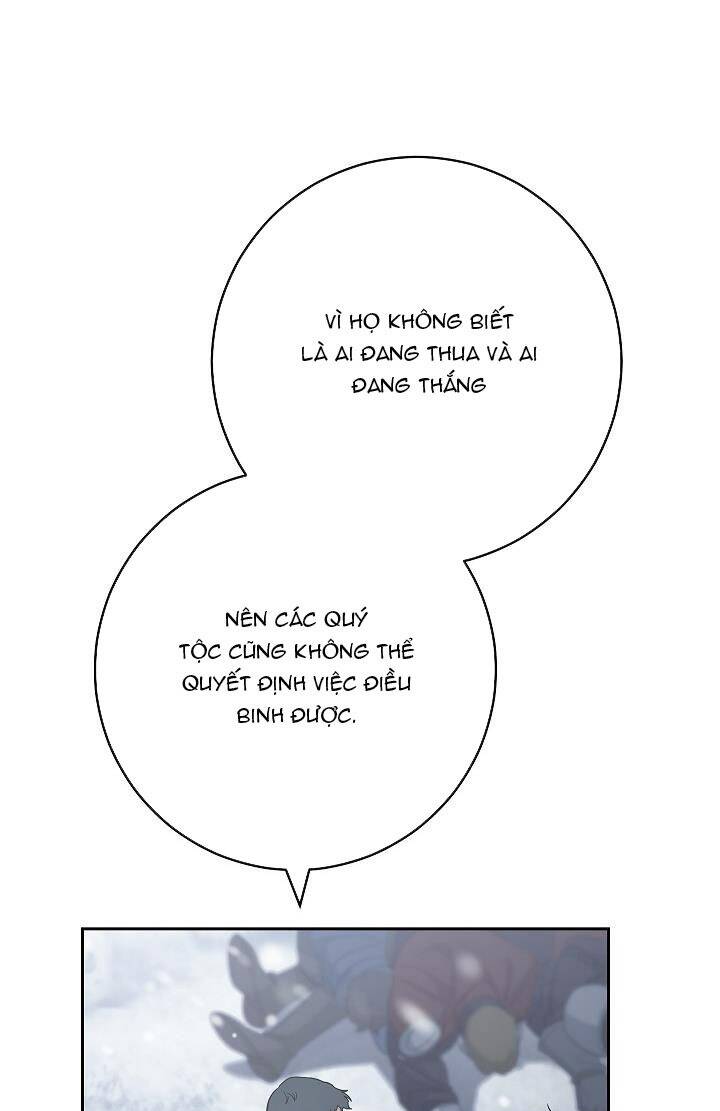 VÌ HỌ KHÔNG BIẾT
LÀ AI ĐANG THUA VÀ AI
ĐANG THẮNG
NÊN CÁC QUÝ
TỘC CŨNG KHÔNG THỂ
QUYẾT ĐỊNH VIỆC ĐIỀU
BINH ĐƯỢC.